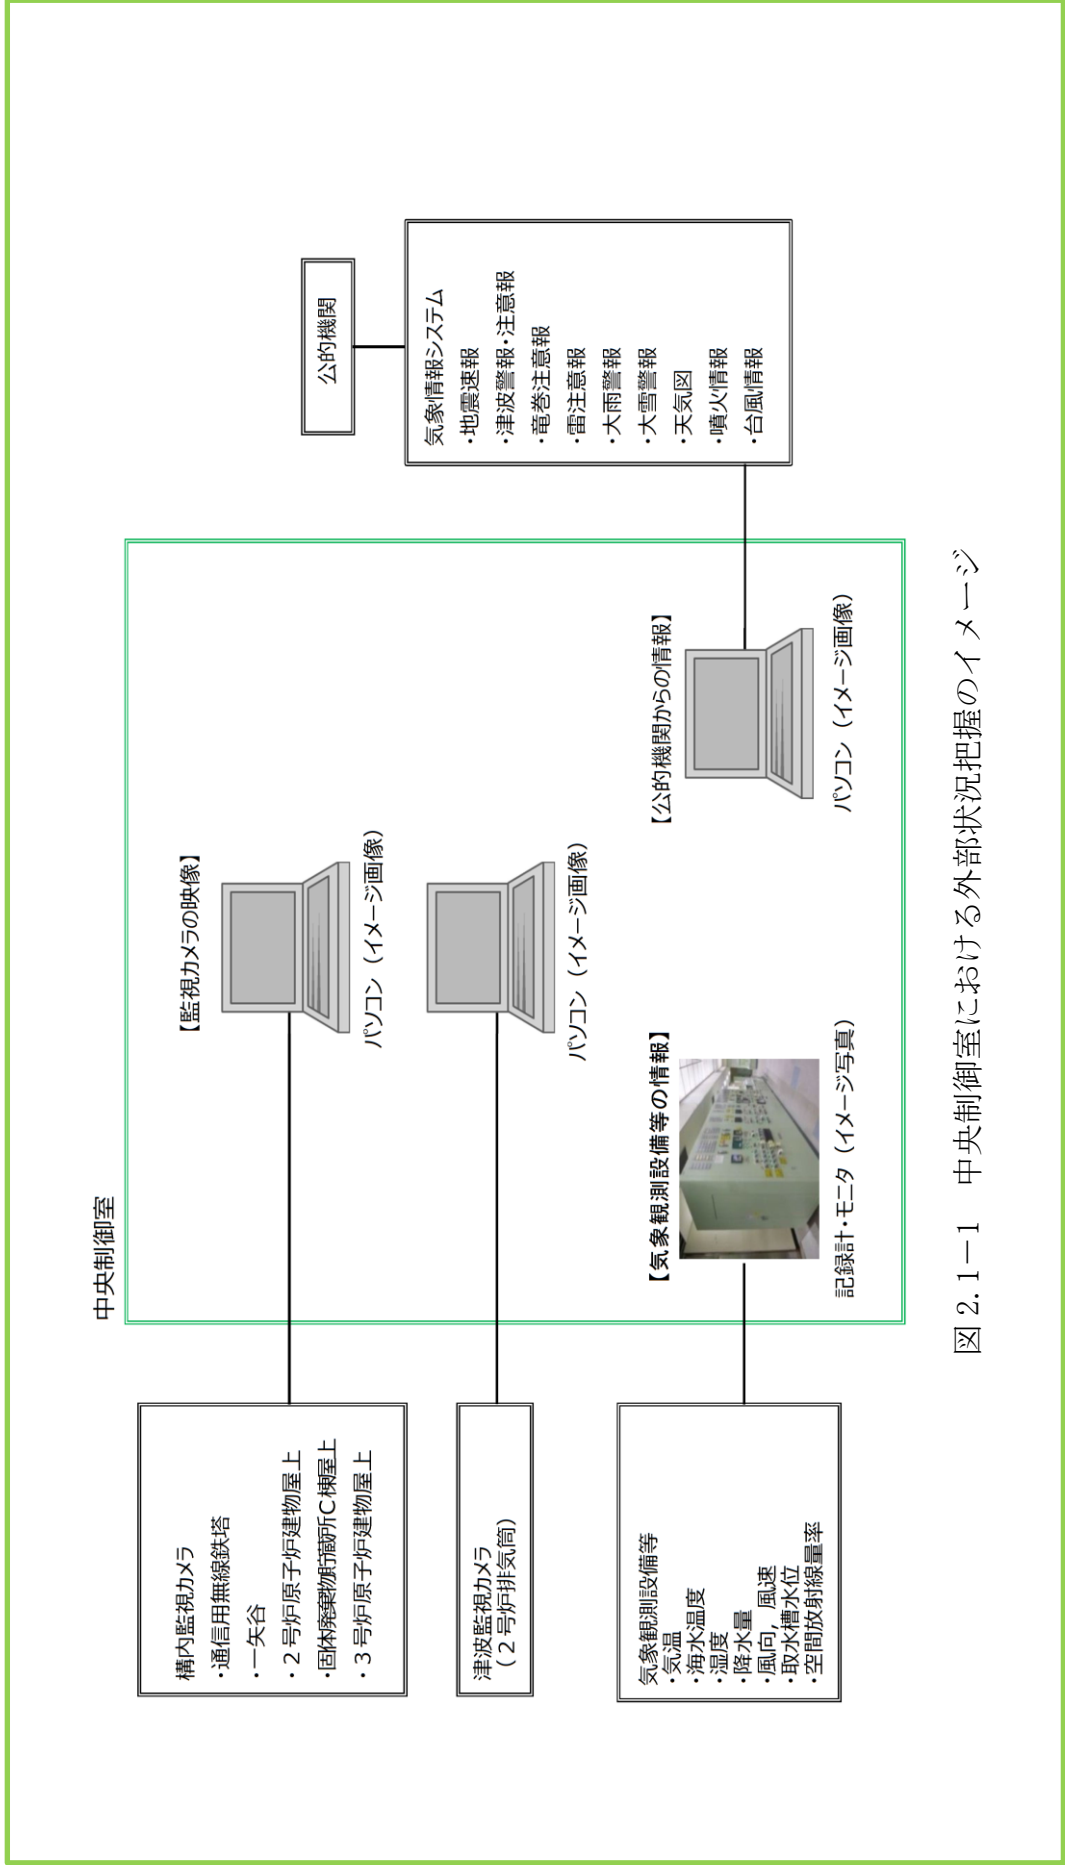 中央制御室
構内監視カメラ
・通信用無線鉄塔
・一矢谷
・２号炉原子炉建物屋上
・固体廃棄物貯蔵所Ｃ棟屋上
・３号炉原子炉建物屋上
津波監視カメラ
（２号炉排気筒）
気象観測設備等
・気温
・海水温度
・湿度
・降水量
・風向，風速
・取水槽水位
・空間放射線量率
【監視カメラの映像】
パソコン（イメージ画像）
パソコン（イメージ画像）
【気象観測設備等の情報】
記録計・モニタ（イメージ写真）
【公的機関からの情報】
パソコン（イメージ画像）
公的機関
気象情報システム
・地震速報
・津波警報・注意報
・竜巻注意報
・雷注意報
・大雨警報
・大雪警報
・天気図
・噴火情報
・台風情報
図 2.1－1　中央制御室における外部状況把握のイメージ